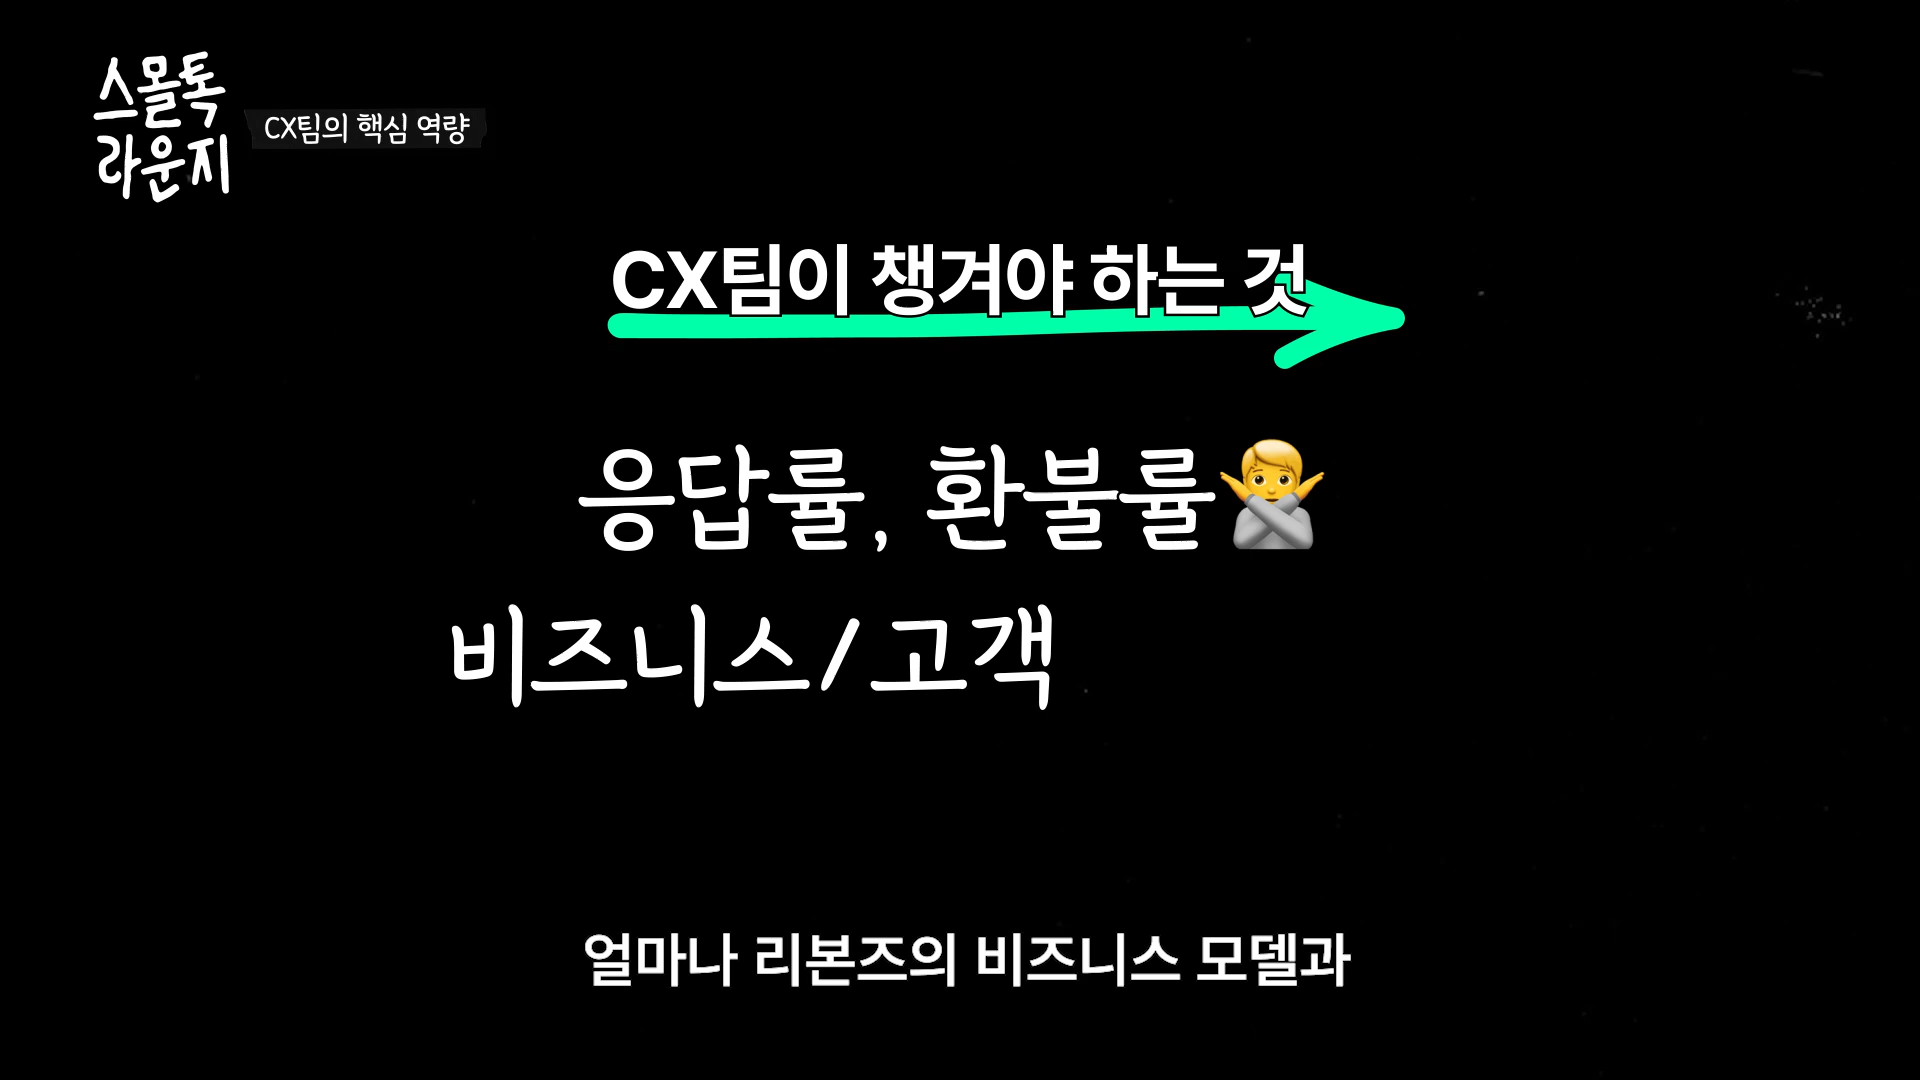 스몰톡
라운지
CX팀의 핵심 역량
CX팀이 챙겨야 하는 것
응답률, 환불률🙅
비즈니스/고객
얼마나 리본즈의 비즈니스 모델과